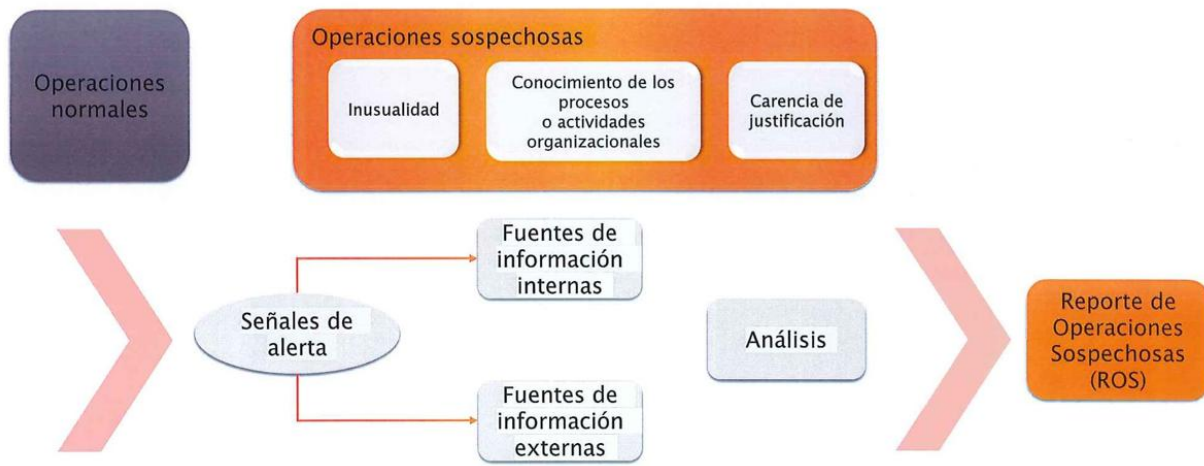 Operaciones
normales
Operaciones sospechosas
Inusualidad
Conocimiento de los
procesos
o actividades
organizacionales
Carencia de
justificación
Señales de
alerta
Fuentes de
información
internas
Fuentes de
información
externas
Análisis
Reporte de
Operaciones
Sospechosas
(ROS)